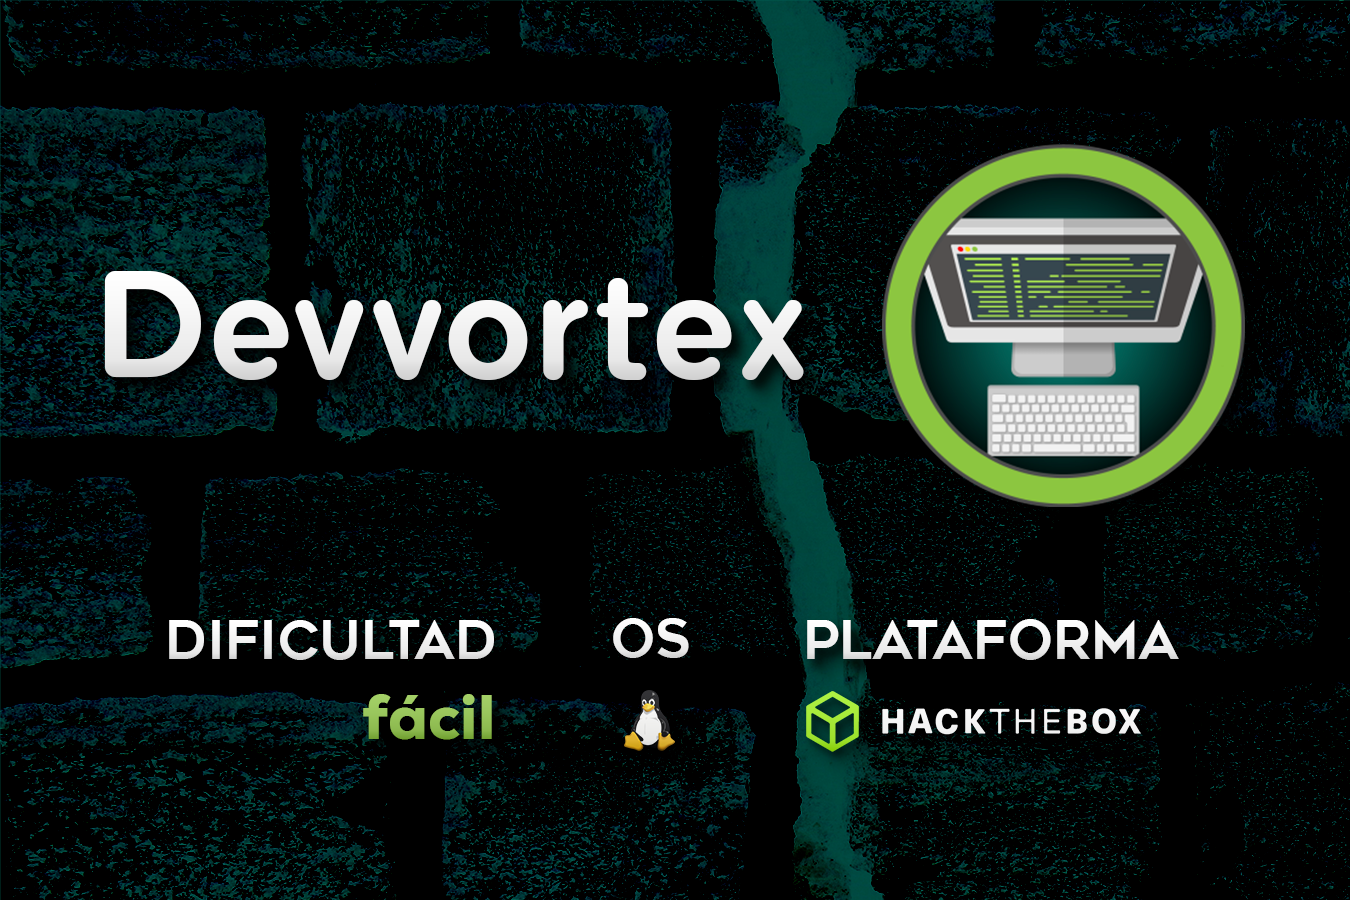 Devvortex
DIFICULTAD
OS
PLATAFORMA
fácil
HACKTHEBOX